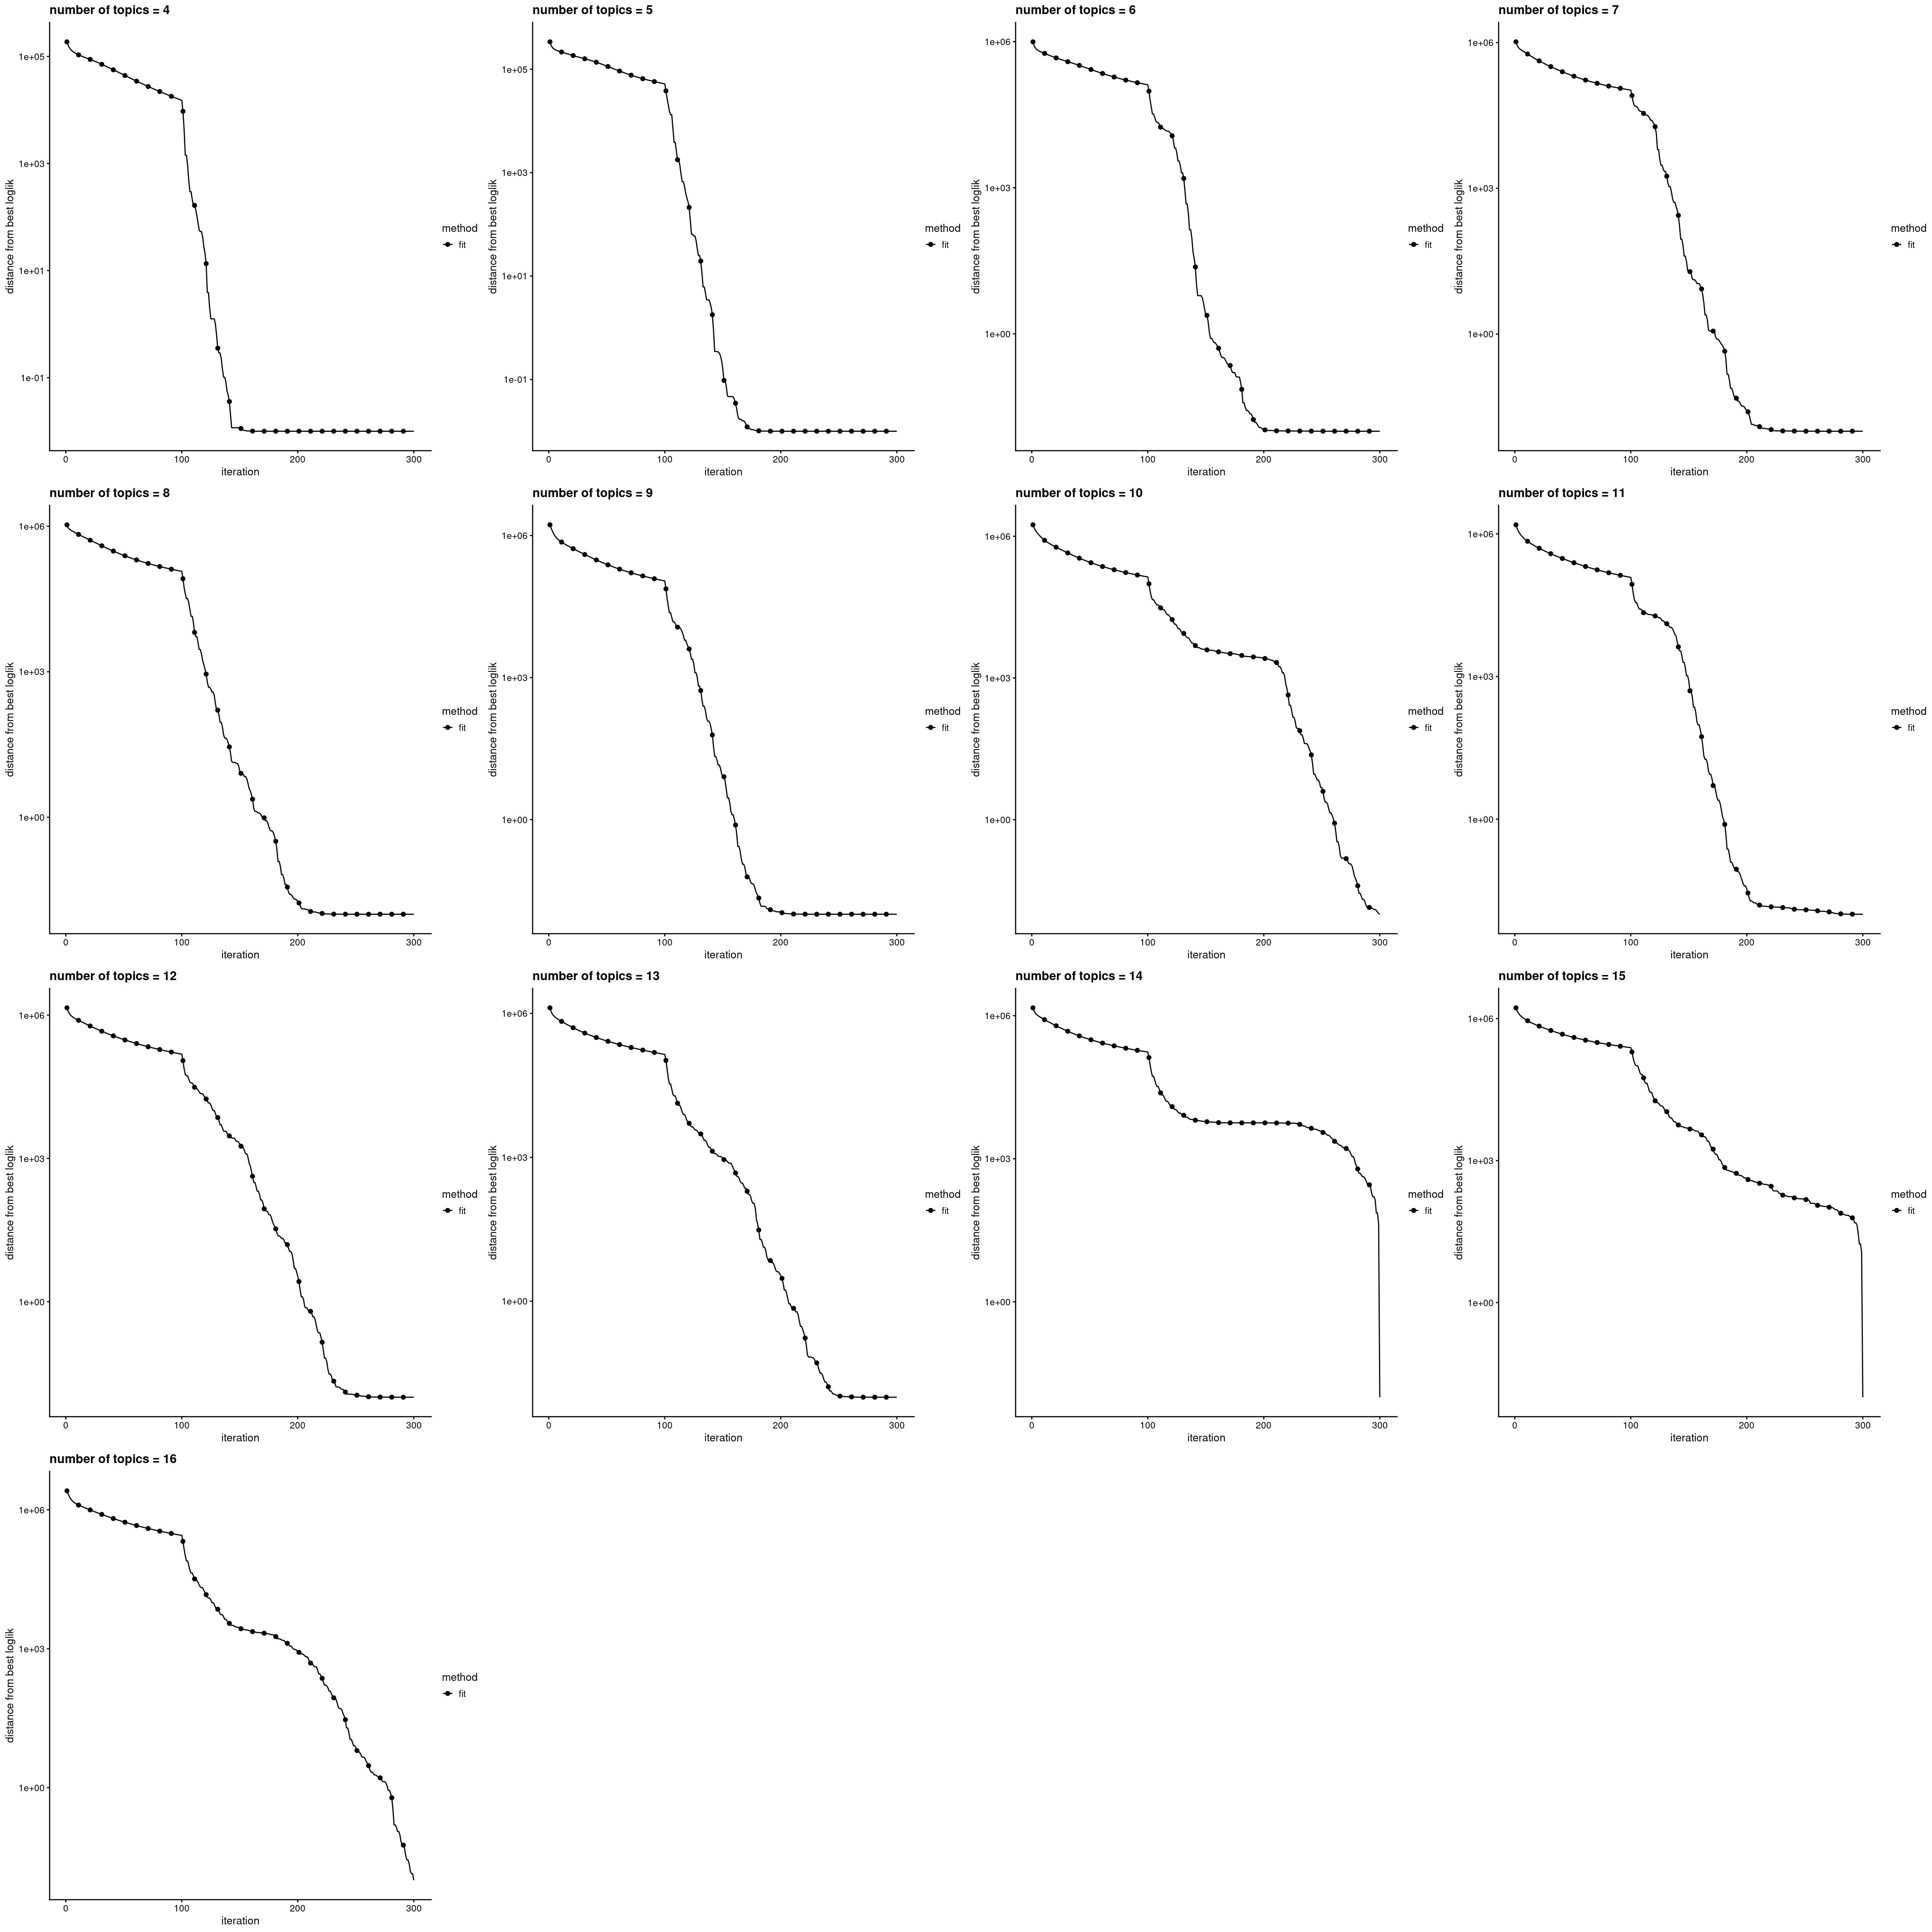 number of topics = 4
1e+05
1e+03
1e+01
1e-01
distance from best loglik
0 100 200 300
iteration
method
fit
number of topics = 5
1e+05
1e+03
1e+01
1e-01
distance from best loglik
0 100 200 300
iteration
method
fit
number of topics = 6
1e+06
1e+03
1e+00
distance from best loglik
0 100 200 300
iteration
method
fit
number of topics = 7
1e+06
1e+03
1e+00
distance from best loglik
0 100 200 300
iteration
method
fit
number of topics = 8
1e+06
1e+03
1e+00
distance from best loglik
0 100 200 300
iteration
method
fit
number of topics = 9
1e+06
1e+03
1e+00
distance from best loglik
0 100 200 300
iteration
method
fit
number of topics = 10
1e+06
1e+03
1e+00
distance from best loglik
0 100 200 300
iteration
method
fit
number of topics = 11
1e+06
1e+03
1e+00
distance from best loglik
0 100 200 300
iteration
method
fit
number of topics = 12
1e+06
1e+03
1e+00
distance from best loglik
0 100 200 300
iteration
method
fit
number of topics = 13
1e+06
1e+03
1e+00
distance from best loglik
0 100 200 300
iteration
method
fit
number of topics = 14
1e+06
1e+03
1e+00
distance from best loglik
0 100 200 300
iteration
method
fit
number of topics = 15
1e+06
1e+03
1e+00
distance from best loglik
0 100 200 300
iteration
method
fit
number of topics = 16
1e+06
1e+03
1e+00
distance from best loglik
0 100 200 300
iteration
method
fit